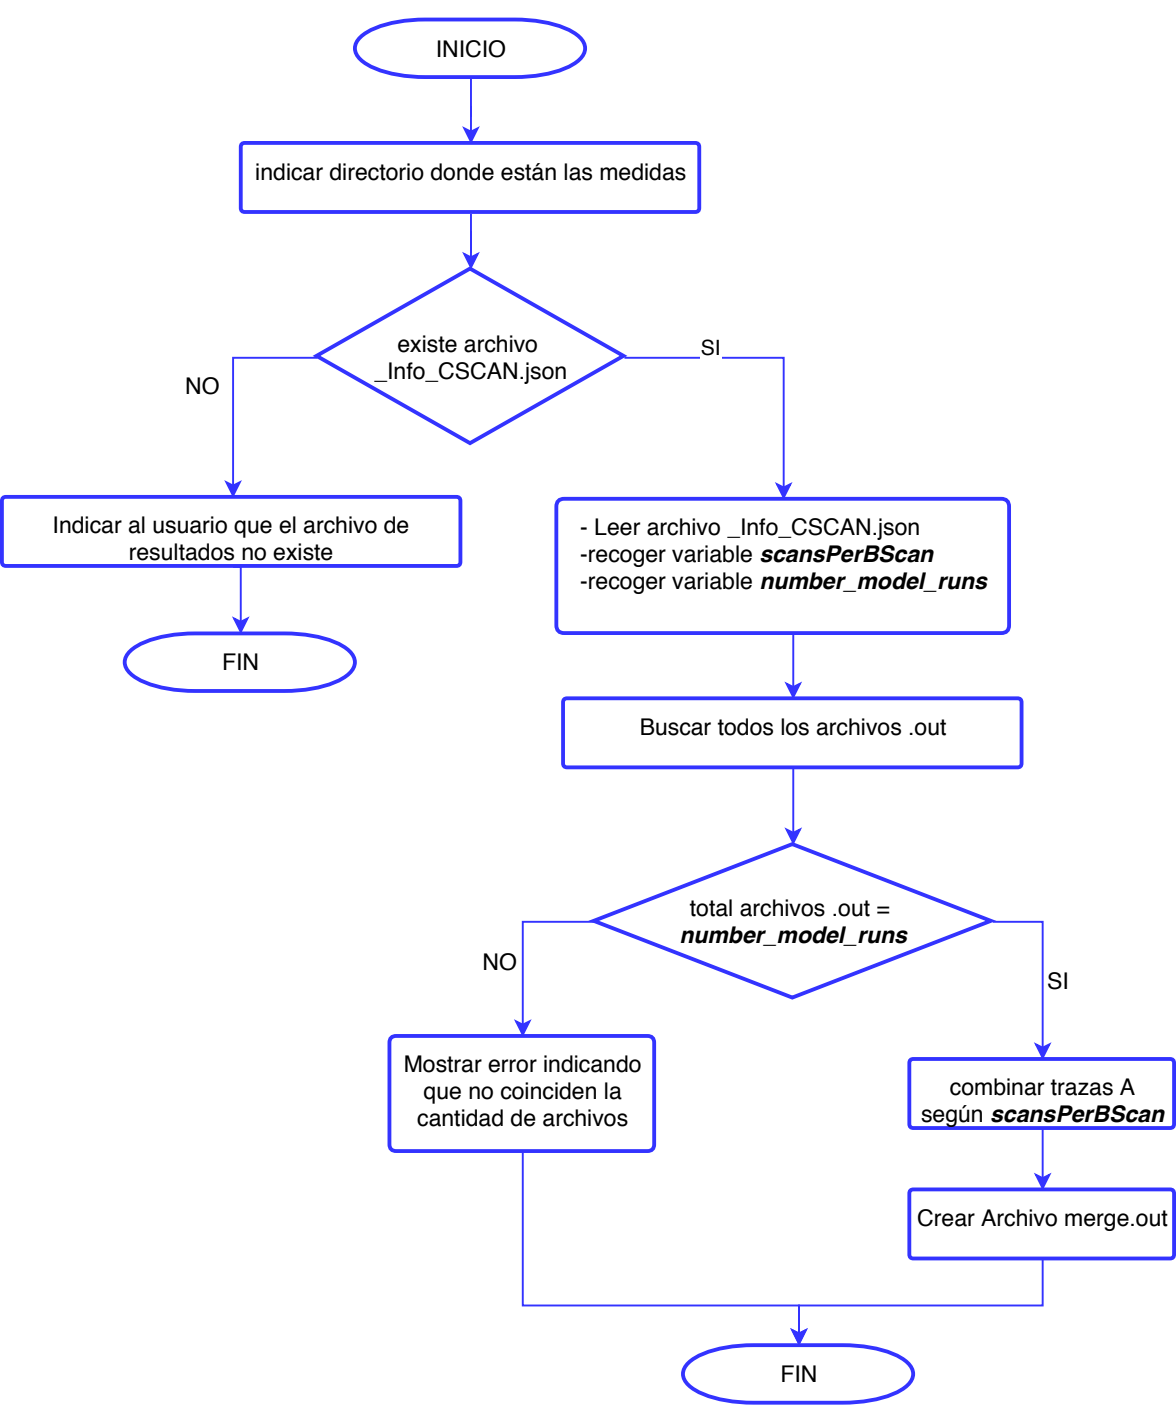 INICIO
indicar directorio donde están las medidas
existe archivo
_Info_CSCAN.json
NO
SI
Indicar al usuario que el archivo de
resultados no existe
FIN
- Leer archivo _Info_CSCAN.json
-recoger variable scansPerBScan
-recoger variable number_model_runs
Buscar todos los archivos .out
total archivos .out =
number_model_runs
NO
SI
Mostrar error indicando
que no coinciden la
cantidad de archivos
combinar trazas A
según scansPerBScan
Crear Archivo merge.out
FIN